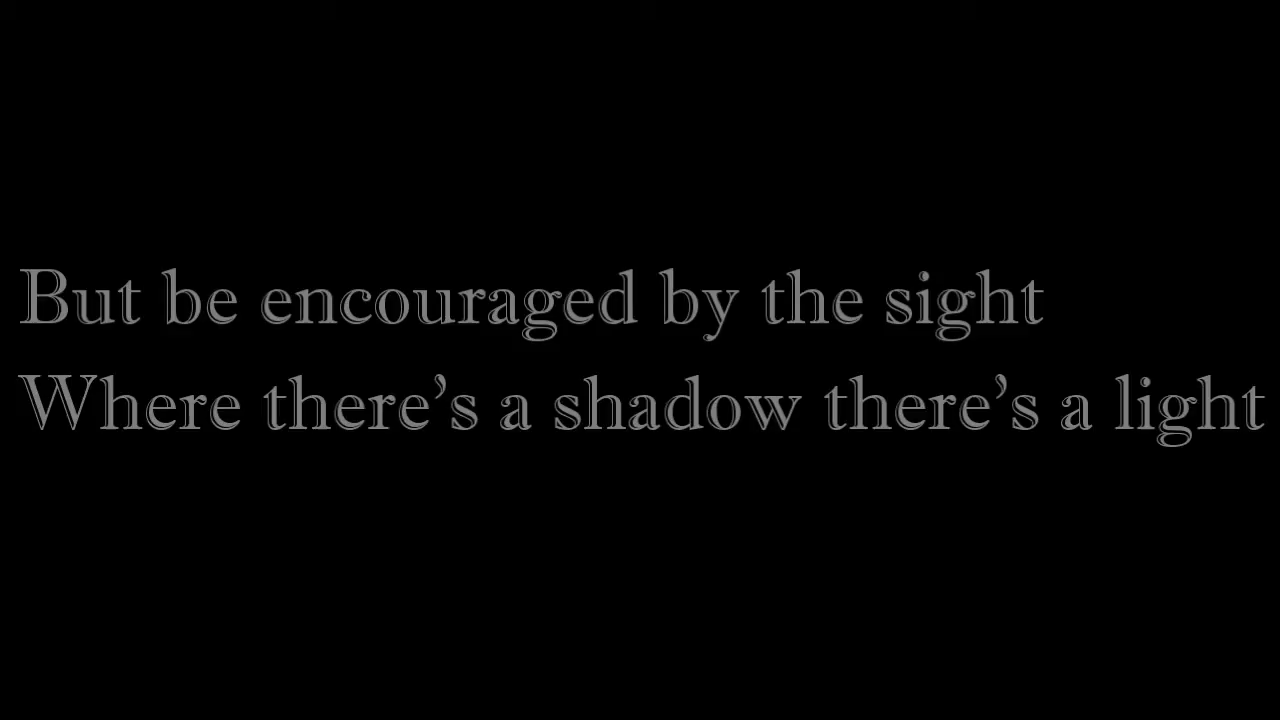 But be encouraged by the sight
Where there’s a shadow there’s a light